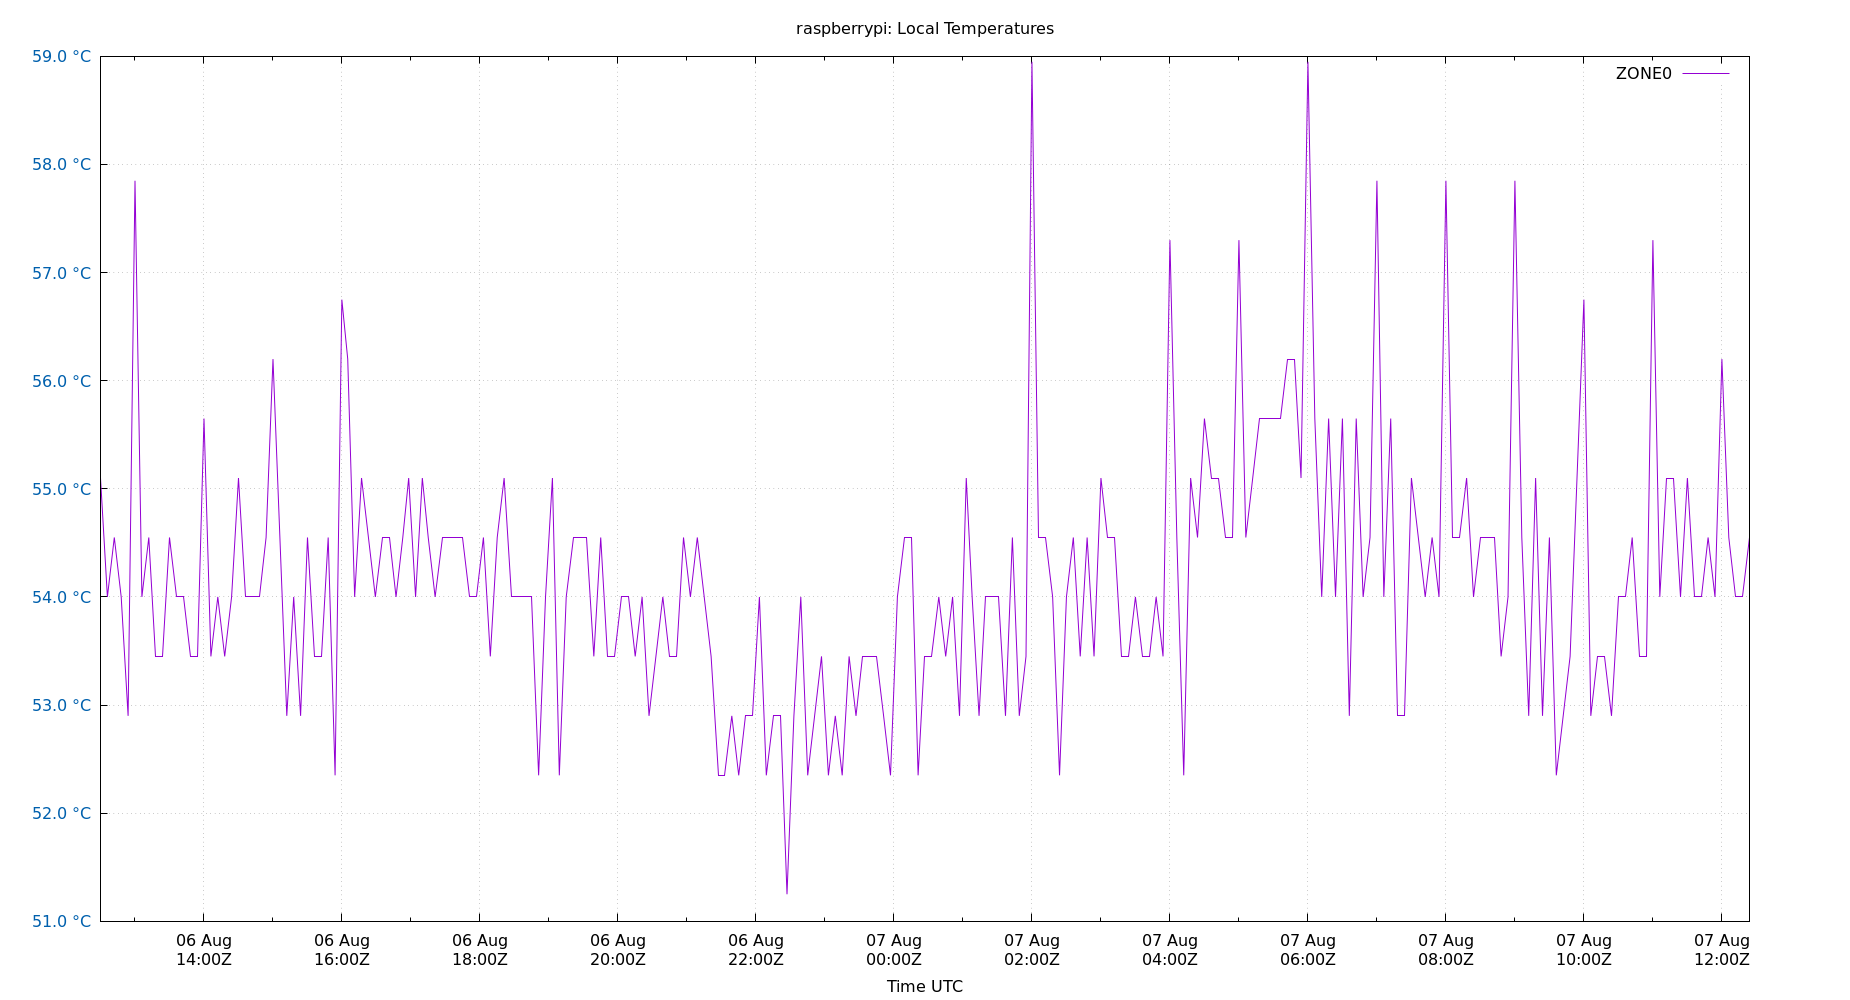 raspberrypi: Local Temperatures
59.0 °C
ZONE0
58.0 °C
57.0 °C
56.0 °C
55.0 °C
54.0 °C
53.0 °C
52.0 °C
51.0 °C
06 Aug 06 Aug 06 Aug 06 Aug 06 Aug 07 Aug 07 Aug 07 Aug 07 Aug 07 Aug 07 Aug 07 Aug
14:00Z 16:00Z 18:00Z 20:00Z 22:00Z 00:00Z 02:00Z 04:00Z 06:00Z 08:00Z 10:00Z 12:00Z
Time UTC